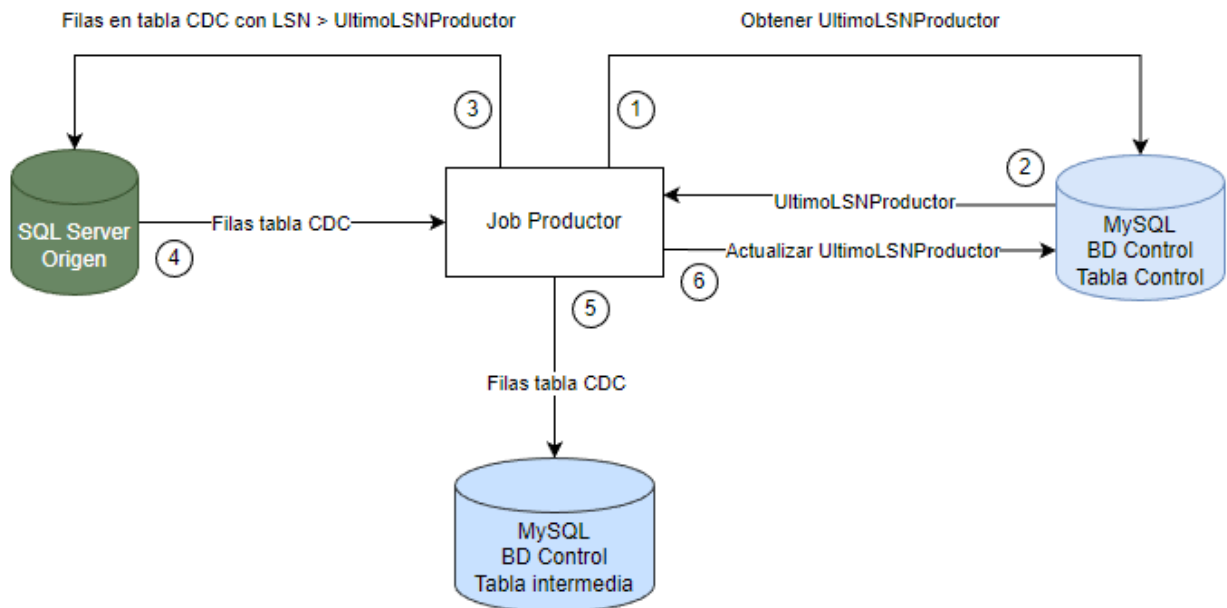 Filas en tabla CDC con LSN > UltimoLSNProductor
Obtener UltimoLSNProductor
3
1
2
SQL Server
Origen
Filas tabla CDC
4
Job Productor
UltimoLSNProductor
Actualizar UltimoLSNProductor
6
MySQL
BD Control
Tabla Control
5
Filas tabla CDC
MySQL
BD Control
Tabla intermedia